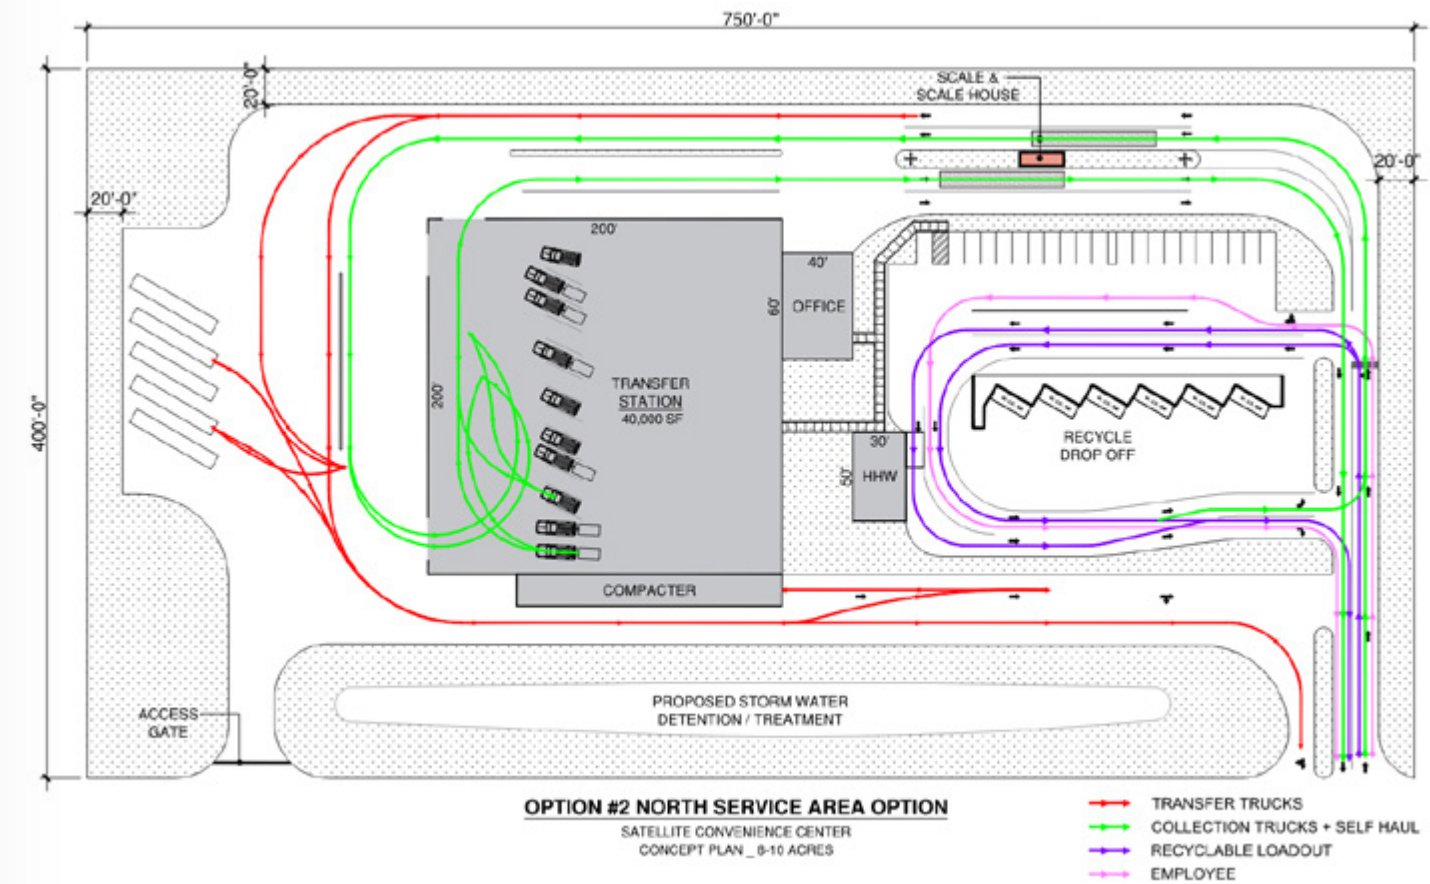 750'-0"
20'-0"
SCALE &
SCALE HOUSE
20'-0"
20'-0"
200'
40'
OFFICE
60'
400'-0"
200'
TRANSFER
STATION
40,000 SF
RECYCLE
DROP OFF
30'
50'
HHW
COMPACTER
PROPOSED STORM WATER
DETENTION / TREATMENT
ACCESS
GATE
OPTION #2 NORTH SERVICE AREA OPTION
SATELLITE CONVENIENCE CENTER
CONCEPT PLAN _ 8-10 ACRES
TRANSFER TRUCKS
COLLECTION TRUCKS + SELF HAUL
RECYCLABLE LOADOUT
EMPLOYEE